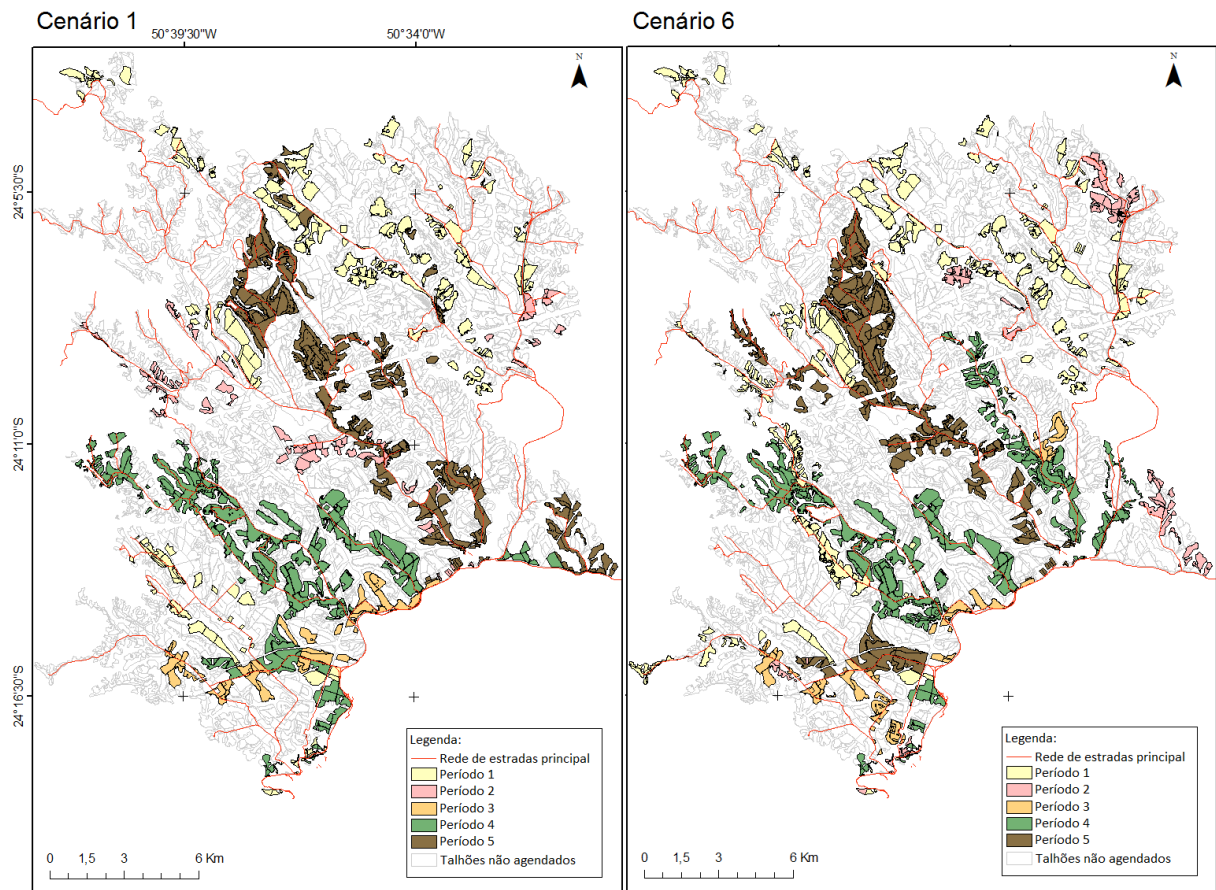 Cenário 1
Cenário 6
50°39'30"W
50°34'0"W
N
N
24°5'30"S
24°11'0"S
24°16'30"S
Legenda:
Rede de estradas principal
Período 1
Período 2
Período 3
Período 4
Período 5
Talhões não agendados
0 1,5 3 6 Km
Legenda:
Rede de estradas principal
Período 1
Período 2
Período 3
Período 4
Período 5
Talhões não agendados
0 1,5 3 6 Km